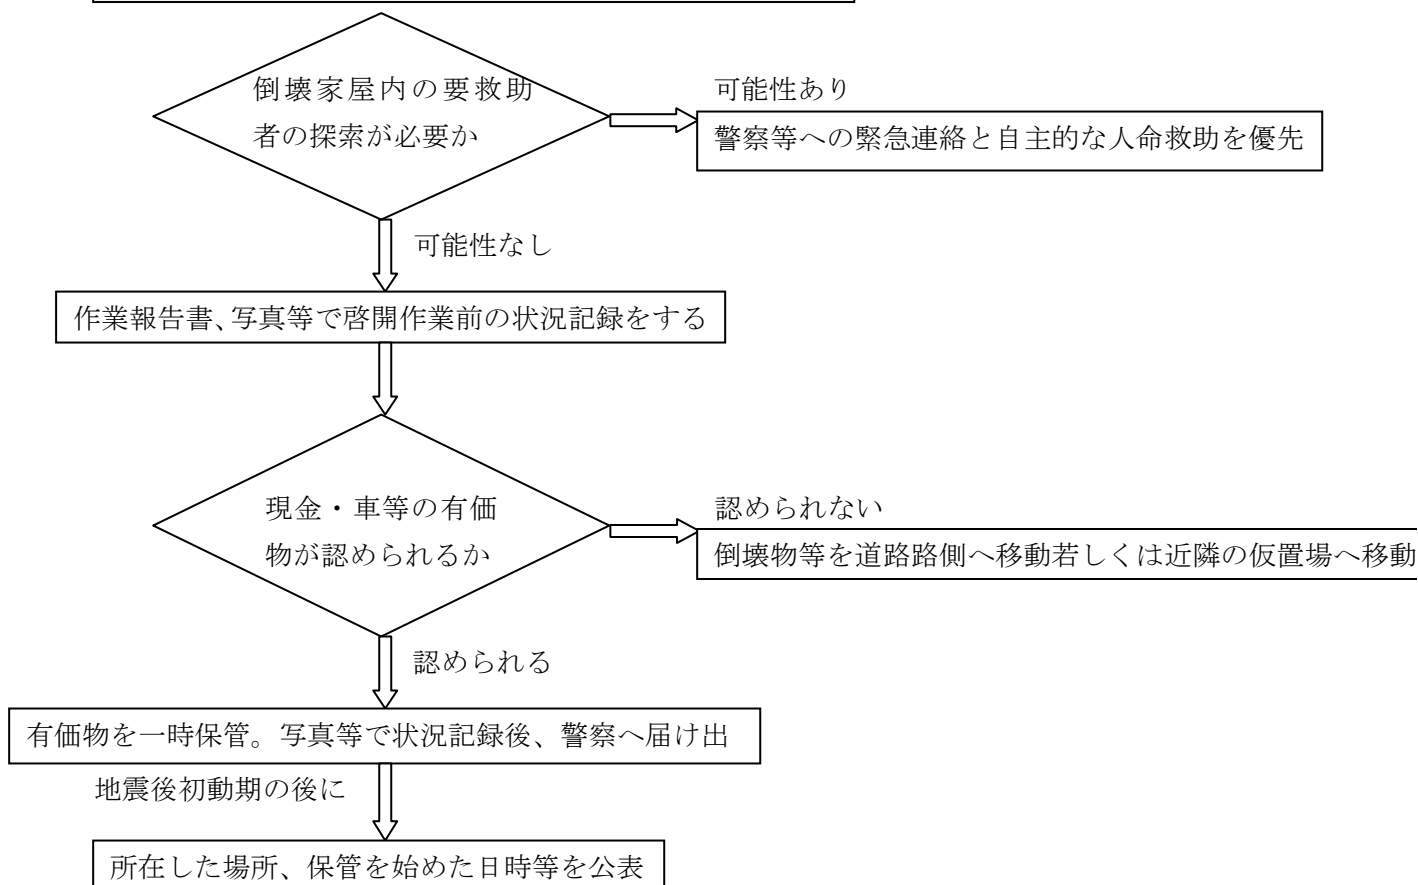 倒壊家屋内の要救助
者の探索が必要か
可能性あり
警察等への緊急連絡と自主的な人命救助を優先
可能性なし
作業報告書、写真等で啓開作業前の状況記録をする
現金・車等の有価
物が認められるか
認められない
倒壊物等を道路路側へ移動若しくは近隣の仮置場へ移動
認められる
有価物を一時保管。写真等で状況記録後、警察へ届け出
地震後初動期の後に
所在した場所、保管を始めた日時等を公表